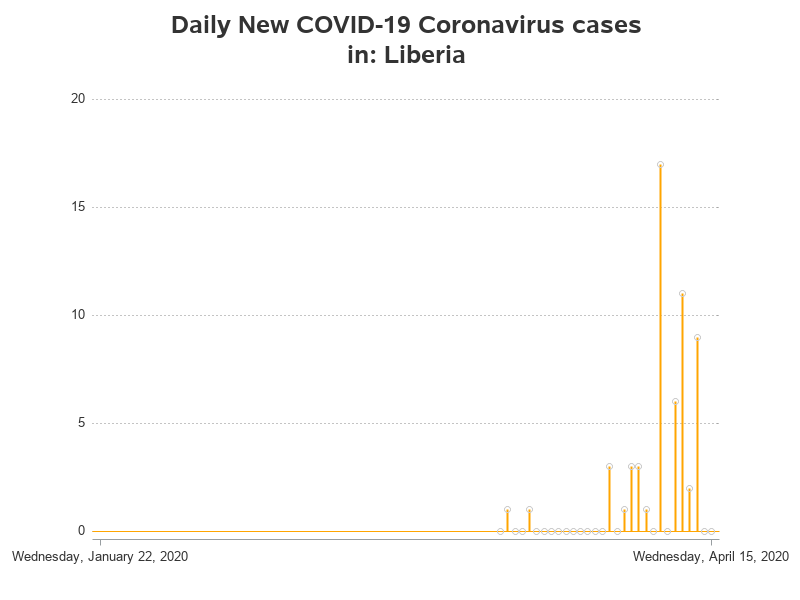 Daily New COVID-19 Coronavirus cases
in: Liberia
20
15
10
5
0
Wednesday, January 22, 2020
Wednesday, April 15, 2020